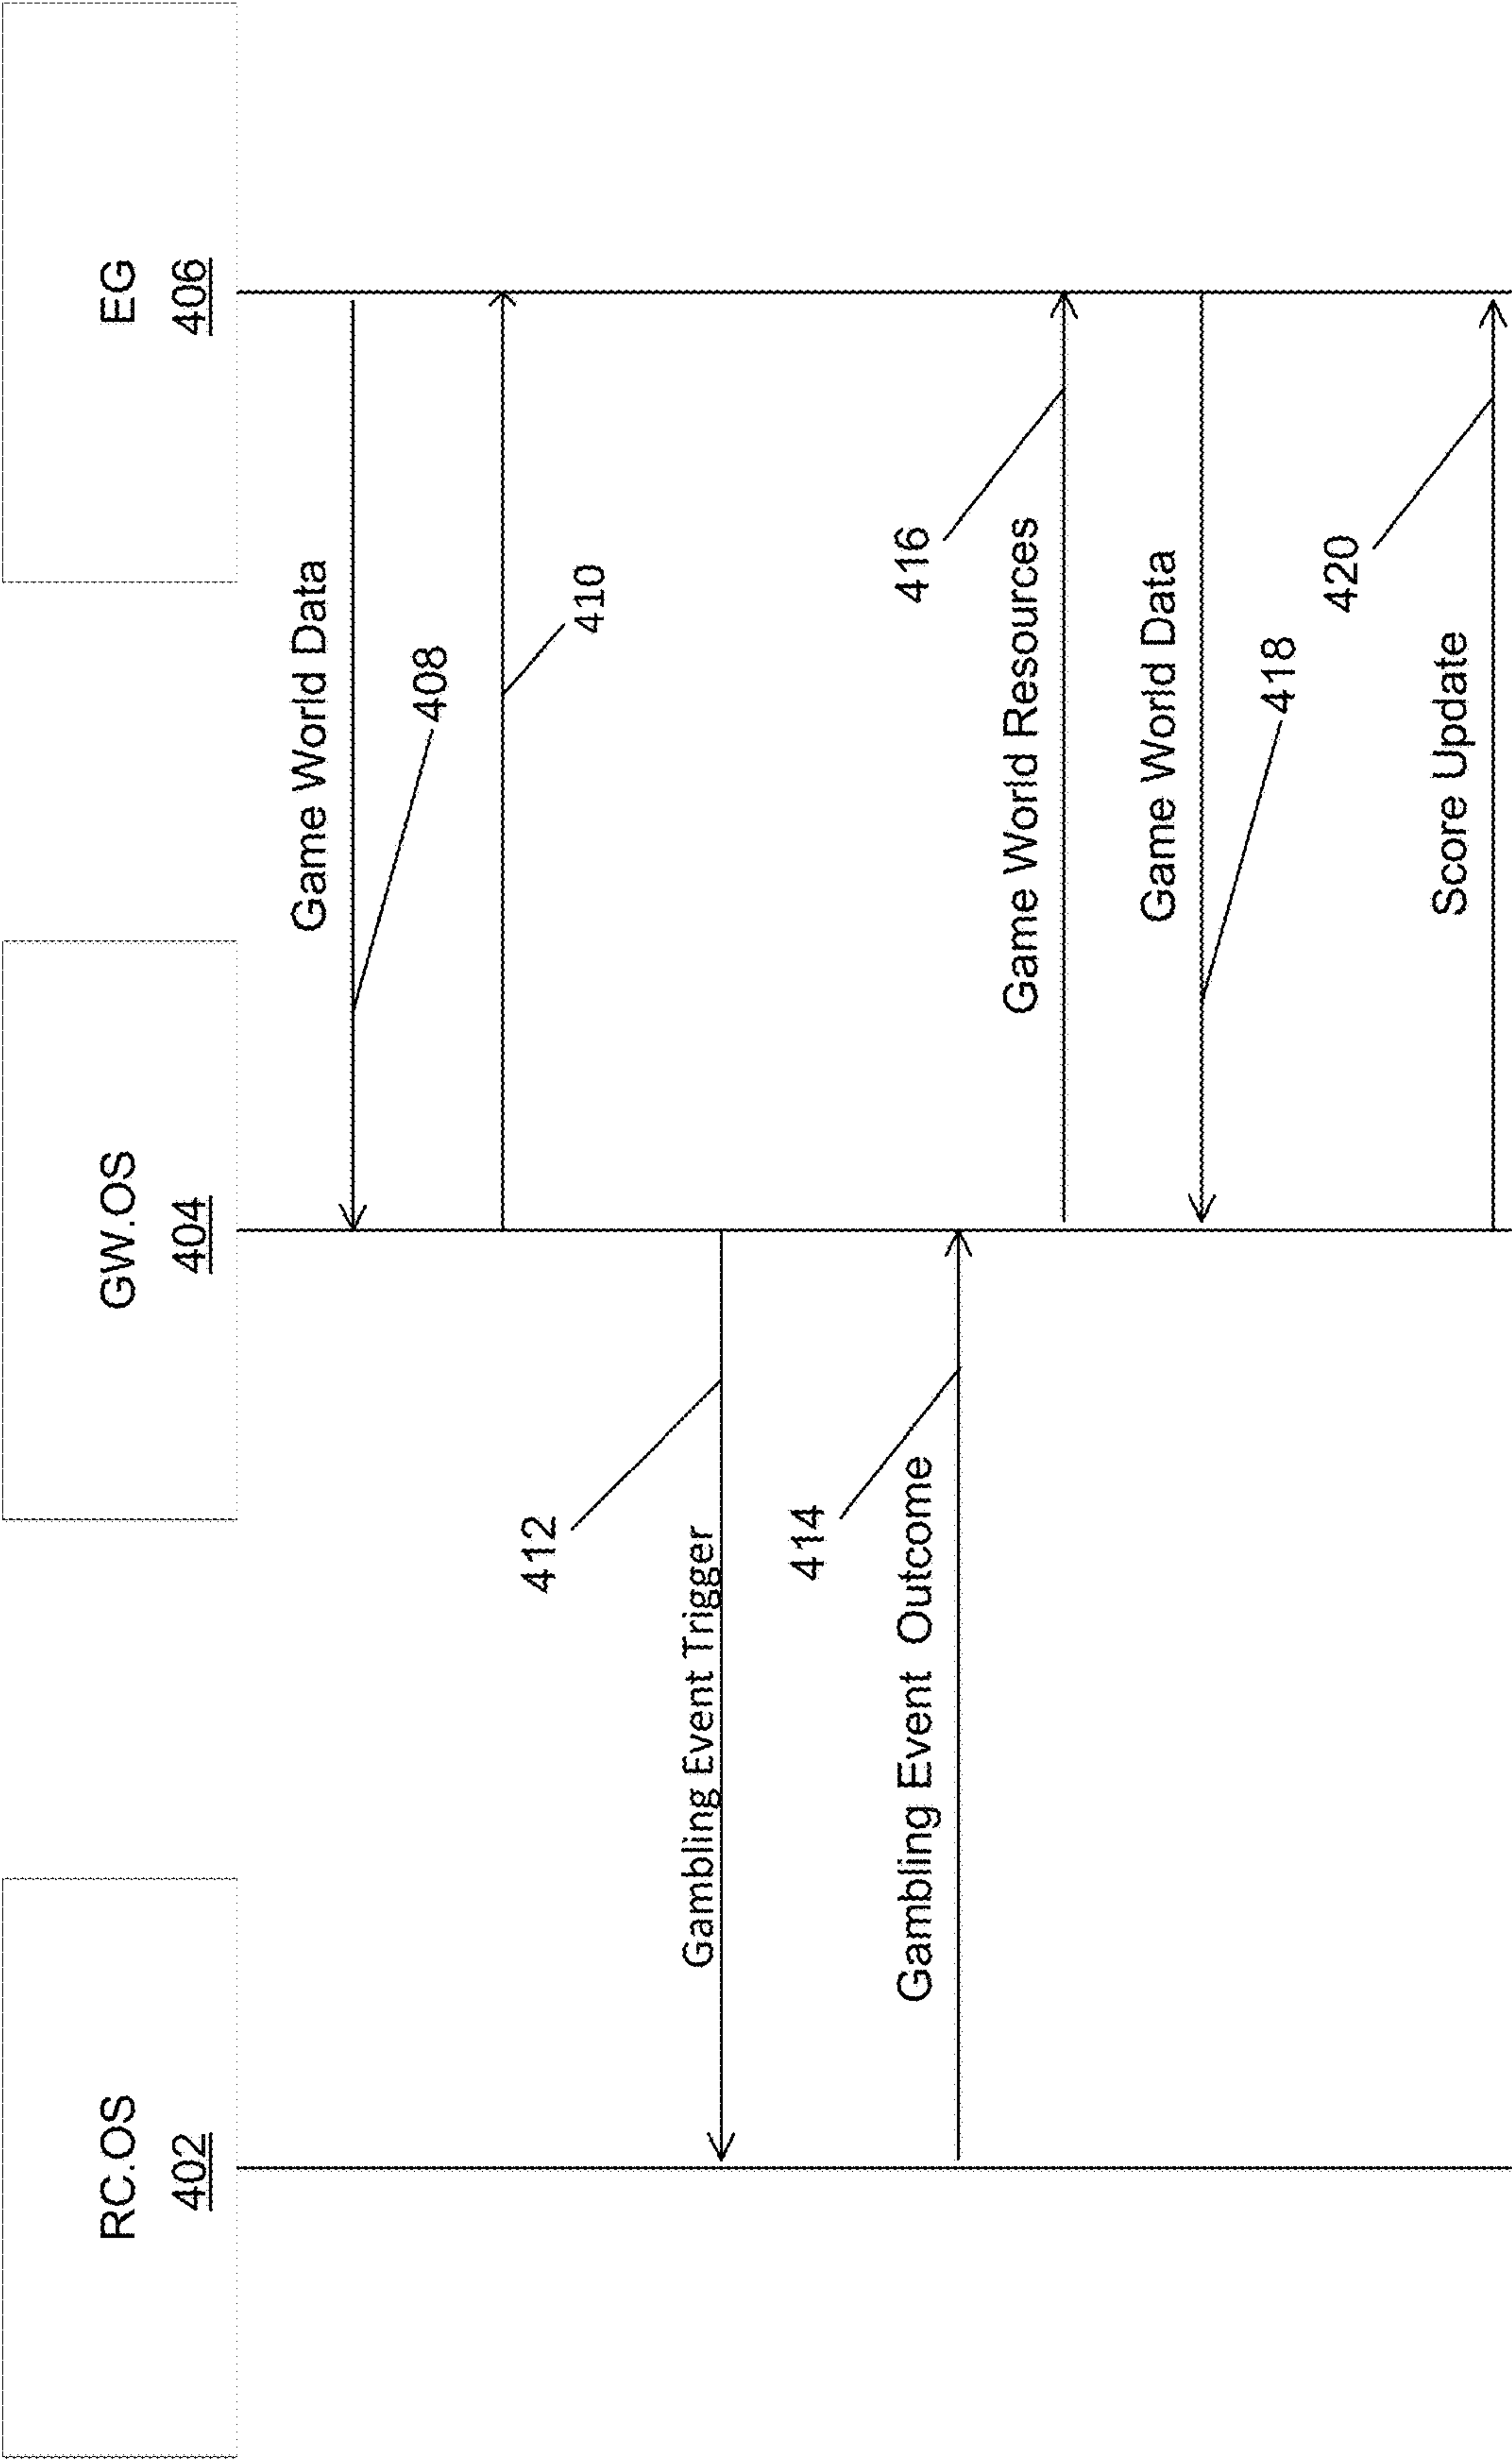 RC.OS
402
GW.OS
404
EG
406
Game World Data
408
410
412
Gambling Event Trigger
414
Gambling Event Outcome
416
Game World Resources
Game World Data
418
420
Score Update